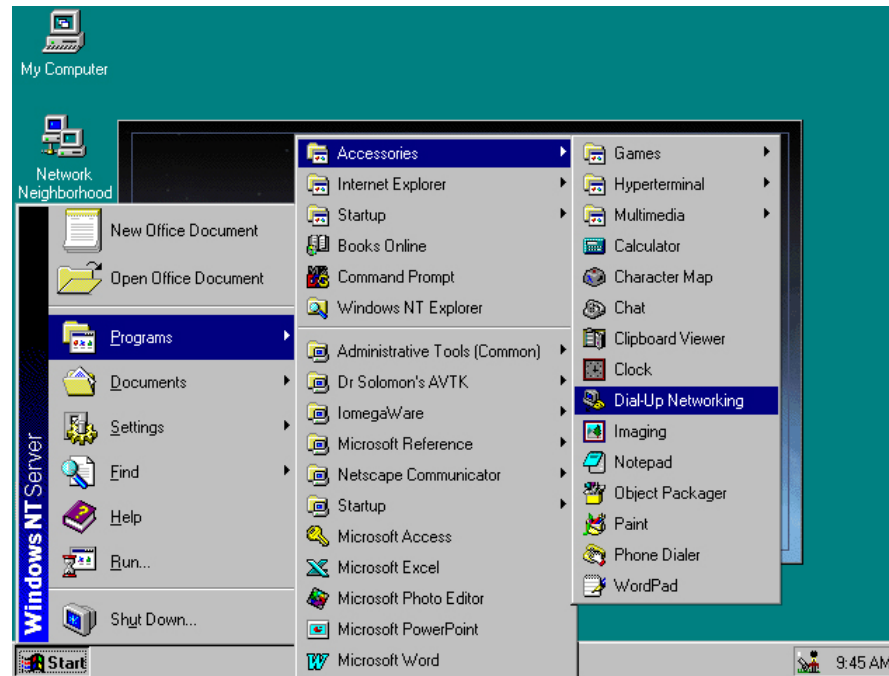 My Computer
Network
Neighborhood
New Office Document
Open Office Document
Programs
Documents
Settings
Find
Help
Run...
Shut Down...
Windows NT Server
Accessories
Internet Explorer
Startup
Books Online
Command Prompt
Windows NT Explorer
Administrative Tools (Common)
Dr Solomon's AVTK
IomegaWare
Microsoft Reference
Netscape Communicator
Startup
Microsoft Access
Microsoft Excel
Microsoft Photo Editor
Microsoft PowerPoint
Microsoft Word
Games
Hyperterminal
Multimedia
Calculator
Character Map
Chat
Clipboard Viewer
Clock
Dial-Up Networking
Imaging
Notepad
Object Packager
Paint
Phone Dialer
WordPad
Start
9:45 AM